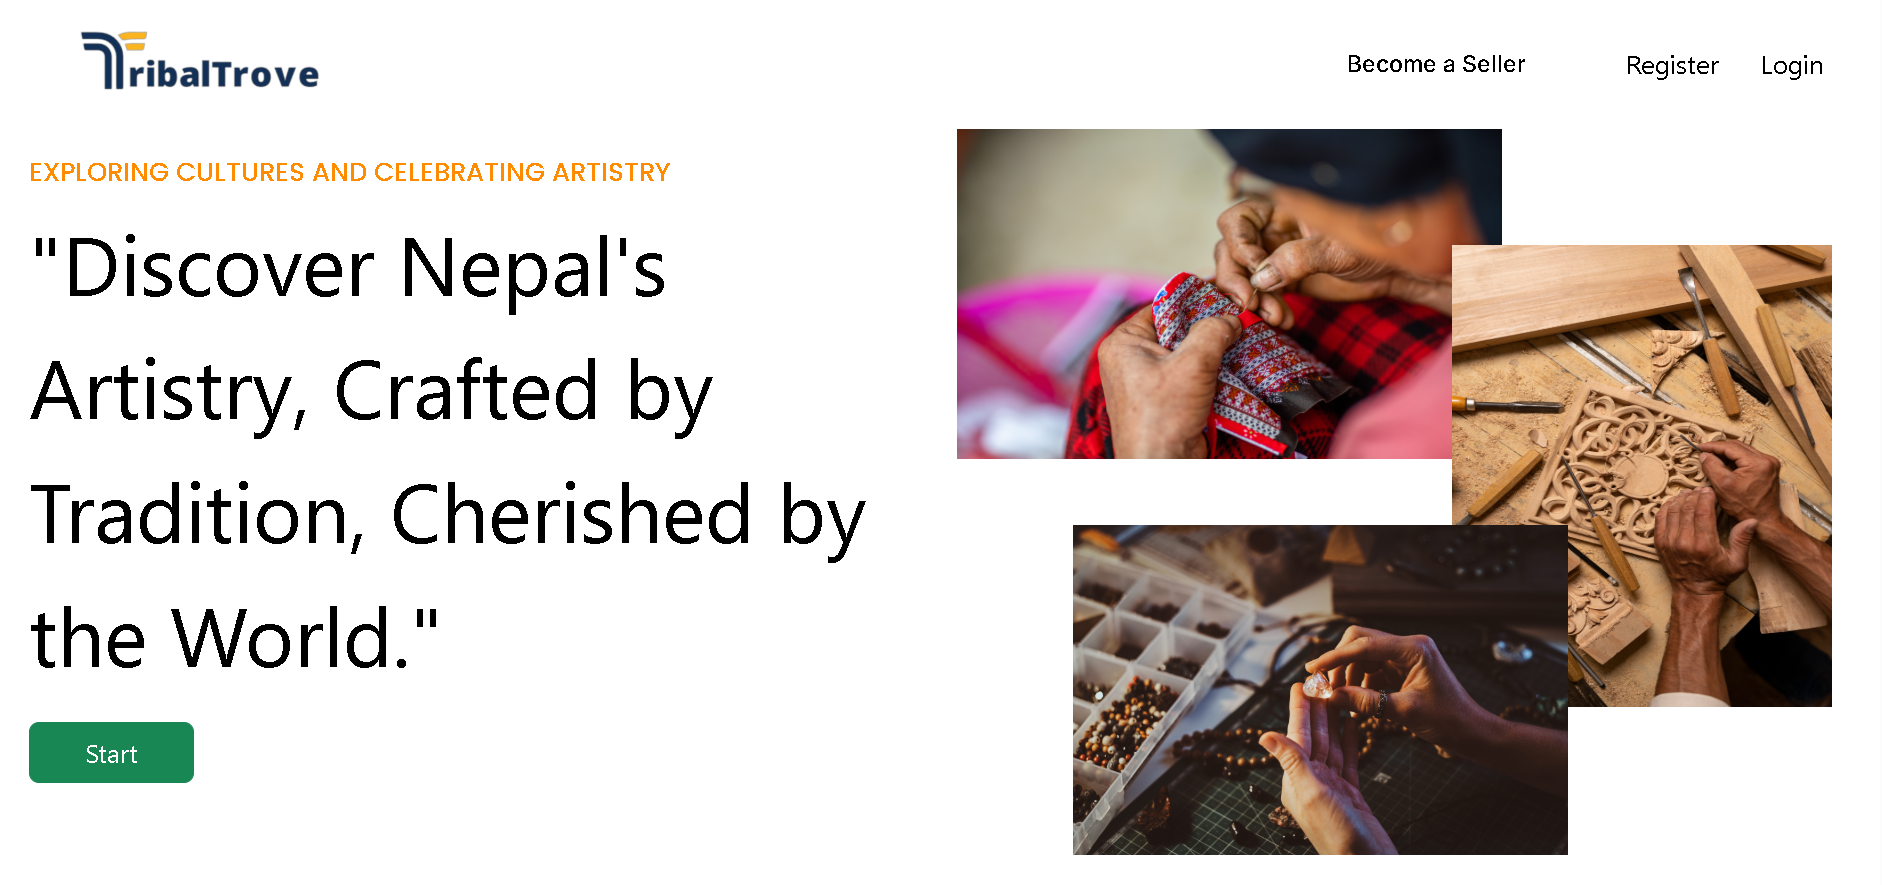 TribalTrove
Become a Seller
Register
Login
EXPLORING CULTURES AND CELEBRATING ARTISTRY
"Discover Nepal's
Artistry, Crafted by
Tradition, Cherished by
the World."
Start